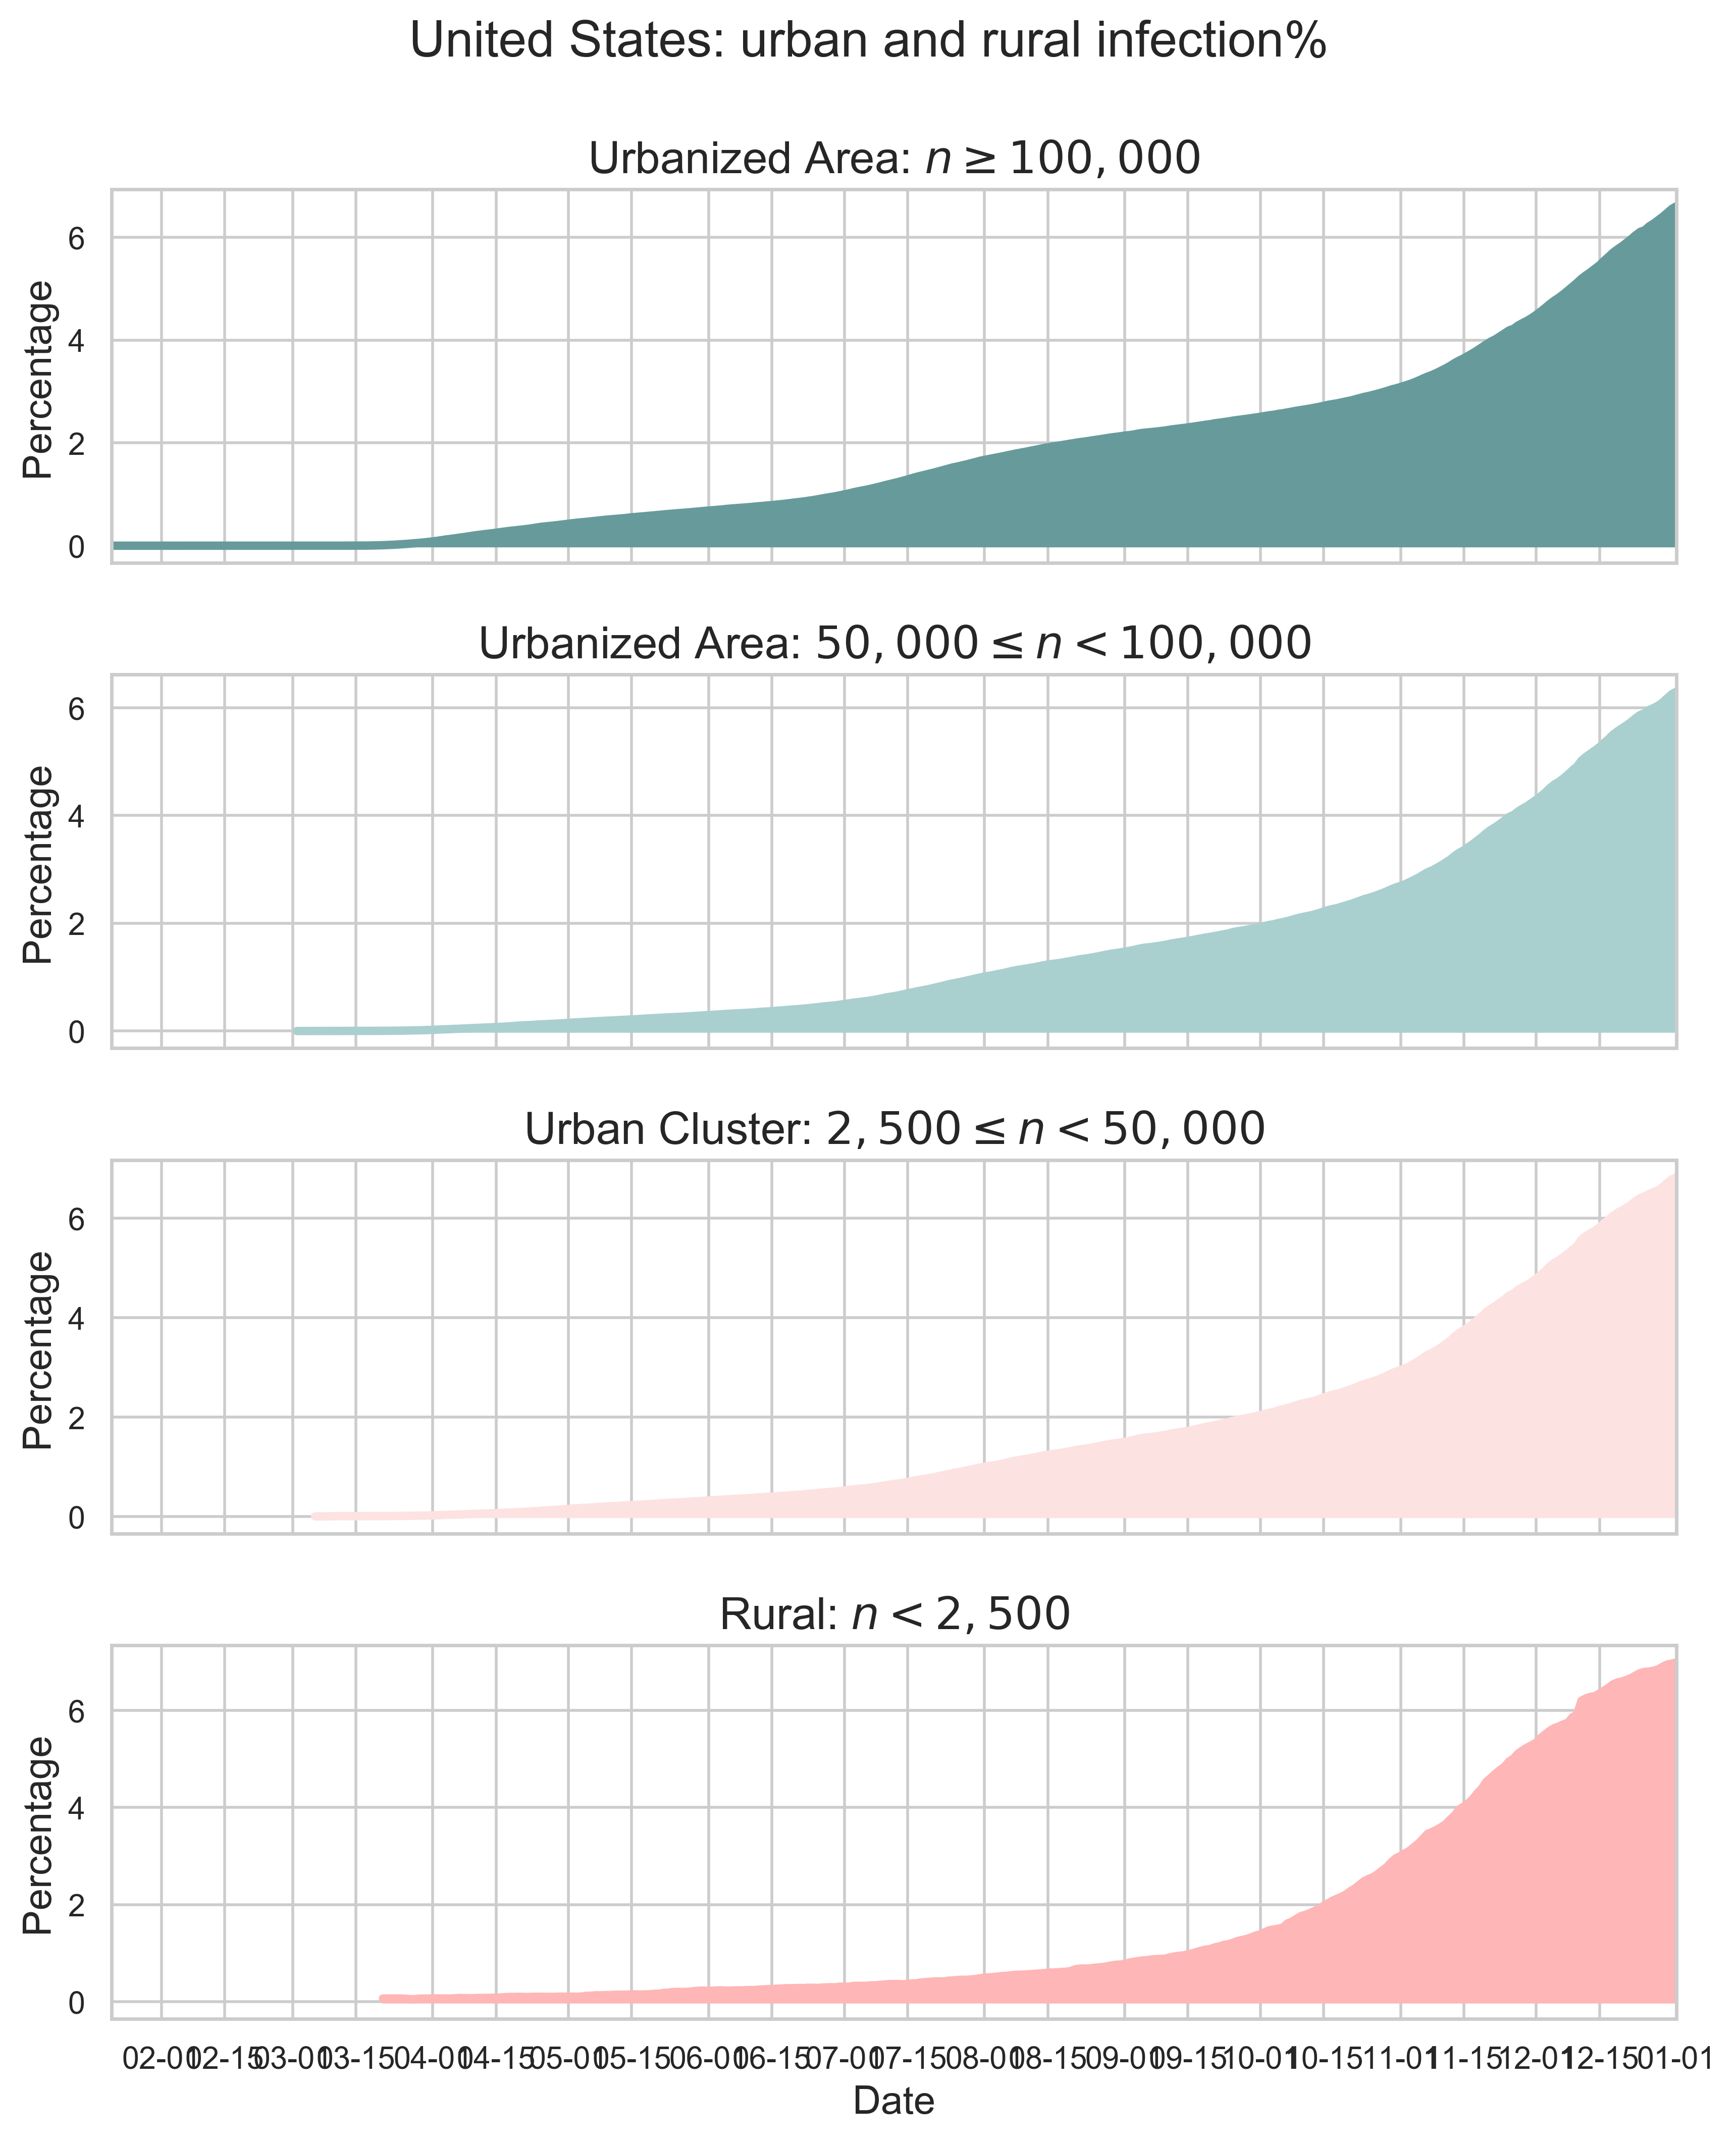 United States: urban and rural infection%
Urbanized Area: n ≥ 100, 000
6
4
2
0
Percentage
Urbanized Area: 50, 000 ≤ n < 100, 000
6
4
2
0
Percentage
Urban Cluster: 2, 500 ≤ n < 50, 000
6
4
2
0
Percentage
Rural: n < 2, 500
6
4
2
0
Percentage
02-01 02-15 03-01 03-15 04-01 04-15 05-01 05-15 06-01 06-15 07-01 07-15 08-01 08-15 09-01 09-15 10-01 10-15 11-01 11-15 12-01 12-15 01-01
Date